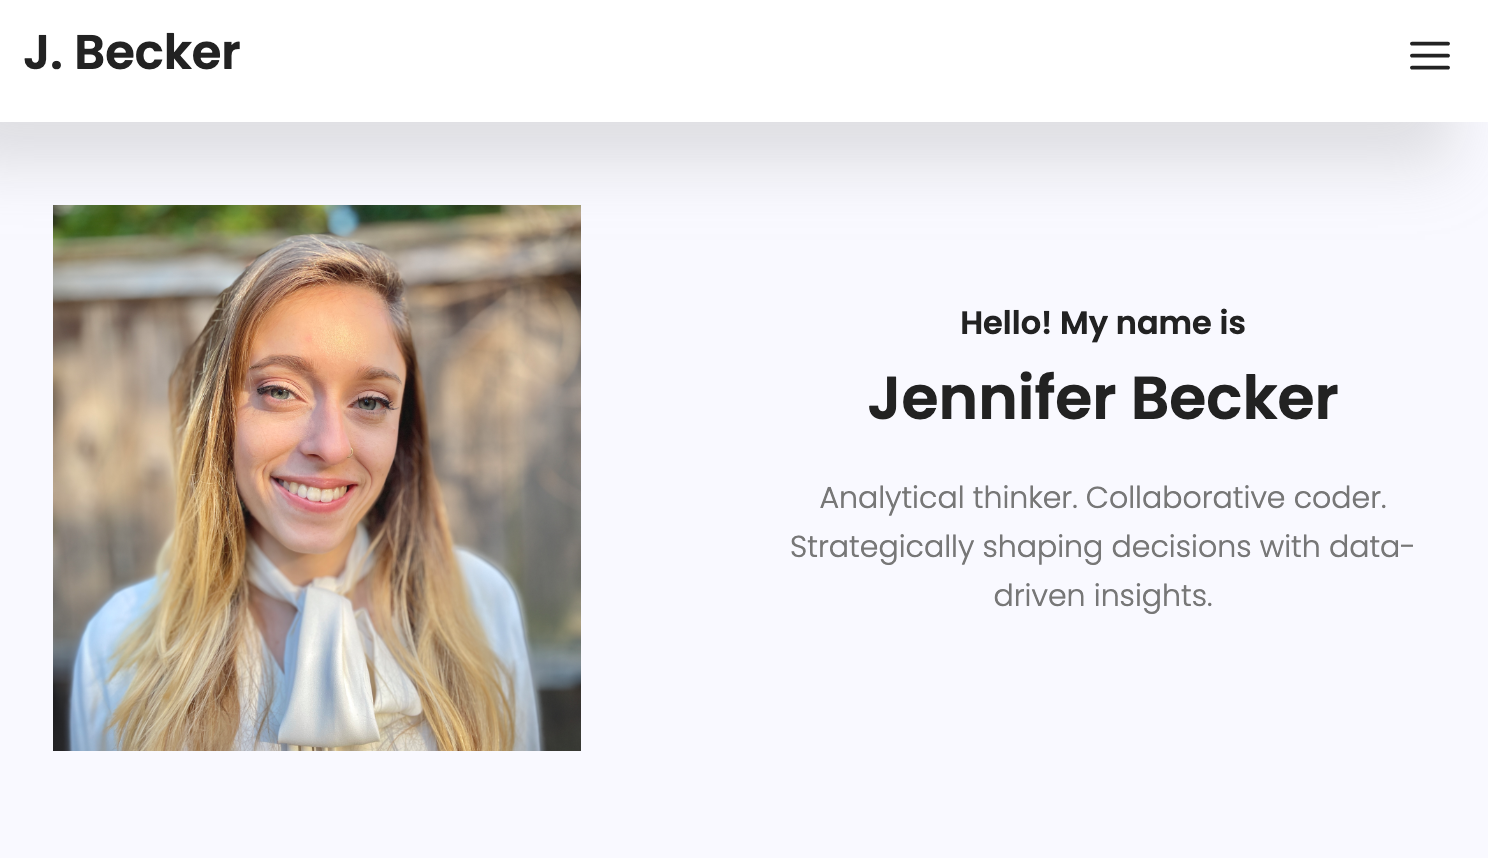 J. Becker
Hello! My name is
Jennifer Becker
Analytical thinker. Collaborative coder.
Strategically shaping decisions with data-
driven insights.